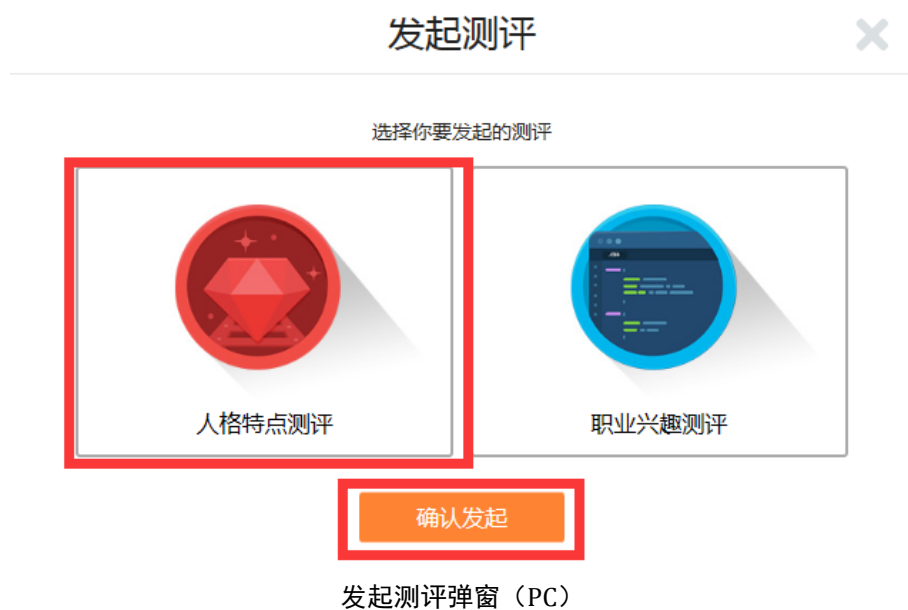 发起测评
选择你要发起的测评
.css
人格特点测评
职业兴趣测评
确认发起
发起测评弹窗（PC）